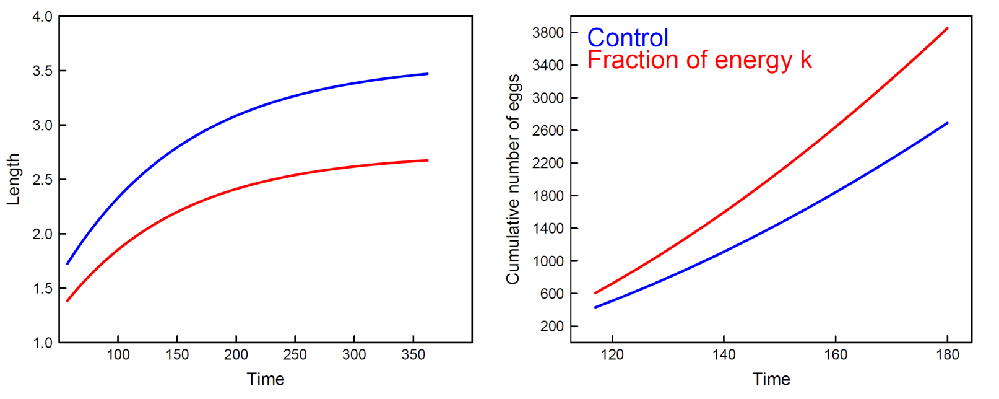 4.0
3.5
3.0
2.5
2.0
1.5
1.0
Length
100 150 200 250 300 350
Time
Control
Fraction of energy k
3800
3400
3000
2600
2200
1800
1400
1000
600
200
Cumulative number of eggs
120 140 160 180
Time